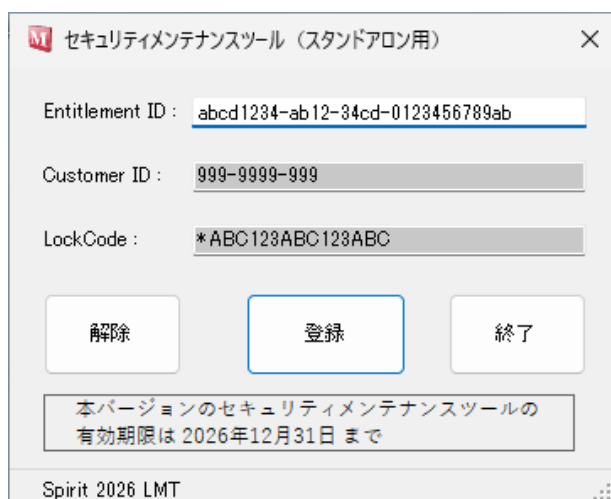 セキュリティメンテナンスツール（スタンドアロン用）
Entitlement ID : abcd1234-ab12-34cd-0123456789ab
Customer ID : 999-9999-999
LockCode : *ABC123ABC123ABC
解除 登録 終了
本バージョンのセキュリティメンテナンスツールの
有効期限は 2026年12月31日 まで
Spirit 2026 LMT